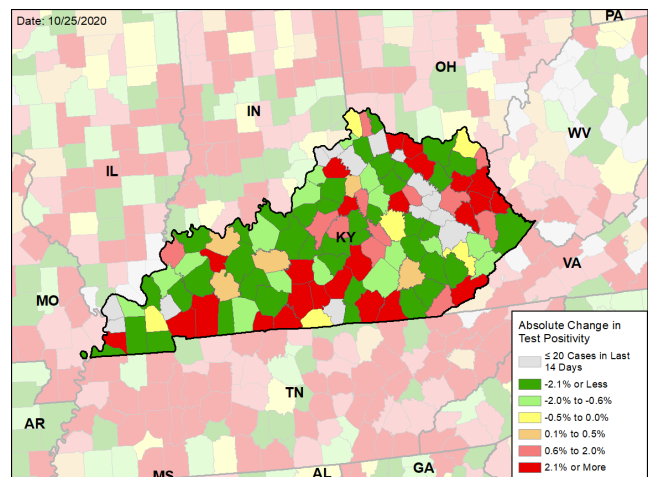 Date: 10/25/2020
PA
OH
IN
WV
IL
KY
VA
MO
TN
AR
MS
AL
GA
Absolute Change in
Test Positivity
≤ 20 Cases in Last
14 Days
-2.1% or Less
-2.0% to -0.6%
-0.5% to 0.0%
0.1% to 0.5%
0.6% to 2.0%
2.1% or More